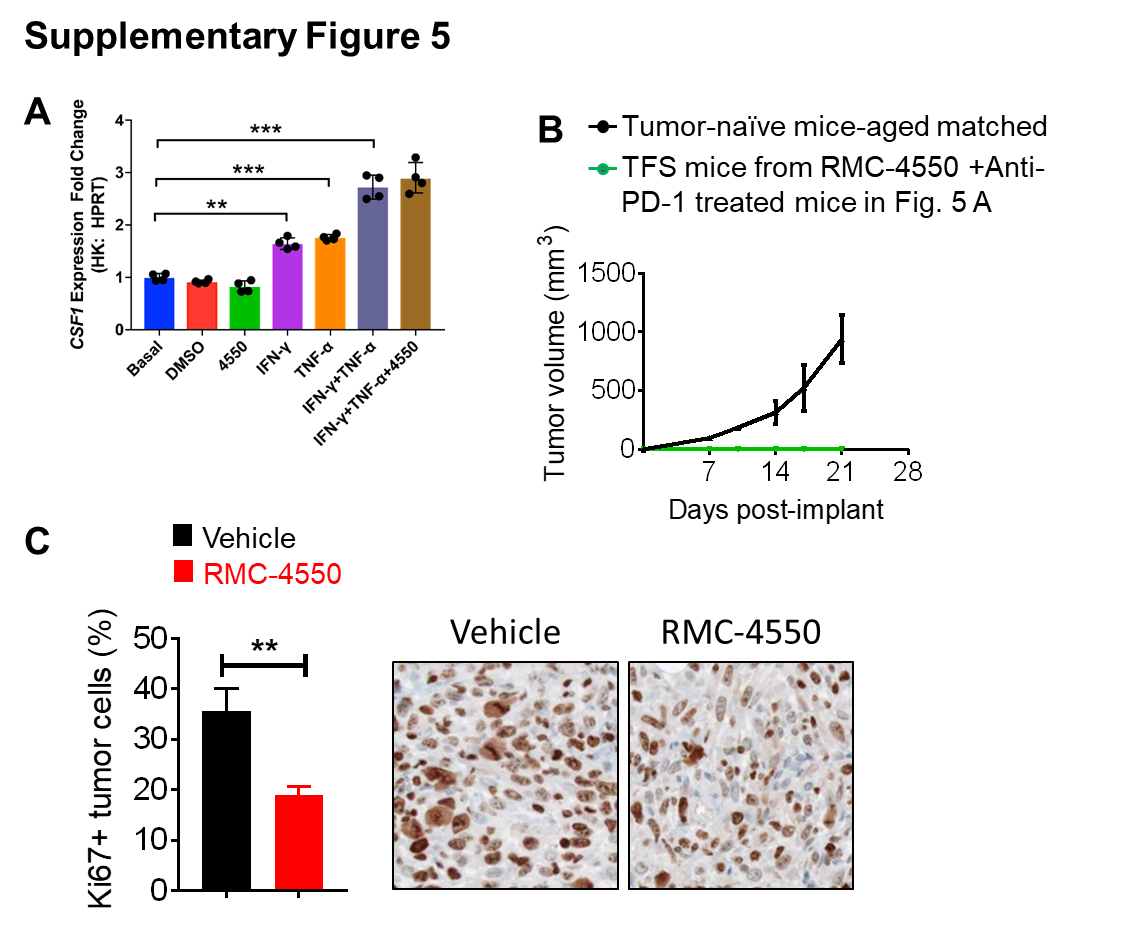 Supplementary Figure 5
A
CSF1 Expression Fold Change
(HK: HPRT)
4
3
2
1
0
***
***
**
Basal
DMSO
4550
IFN-γ
TNF-α
IFN-γ+TNF-α
IFN-γ+TNF-α+4550
B
Tumor-naïve mice-aged matched
TFS mice from RMC-4550 +Anti-
PD-1 treated mice in Fig. 5 A
Tumor volume (mm³)
1500
1000
500
0
7 14 21 28
Days post-implant
C
Vehicle
RMC-4550
Ki67+ tumor cells (%)
50
40
30
20
10
0
**
Vehicle
RMC-4550